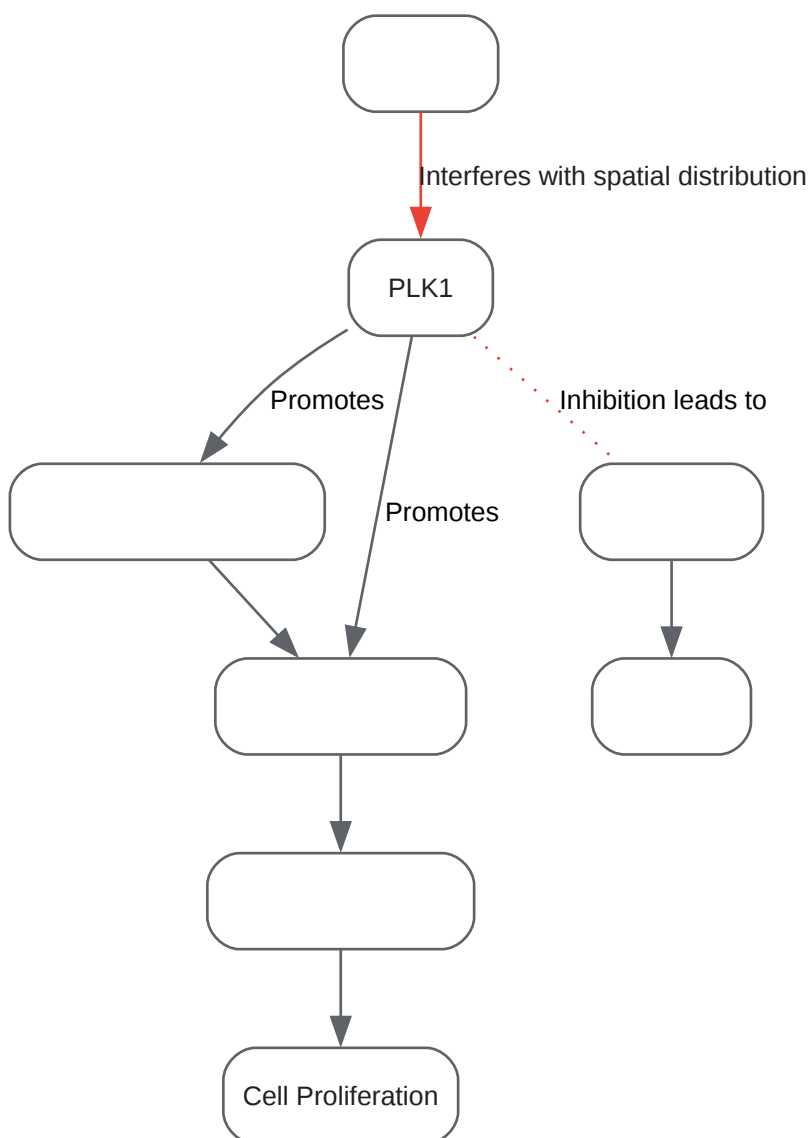 Interferes with spatial distribution
PLK1
Promotes
Inhibition leads to
Promotes
Cell Proliferation